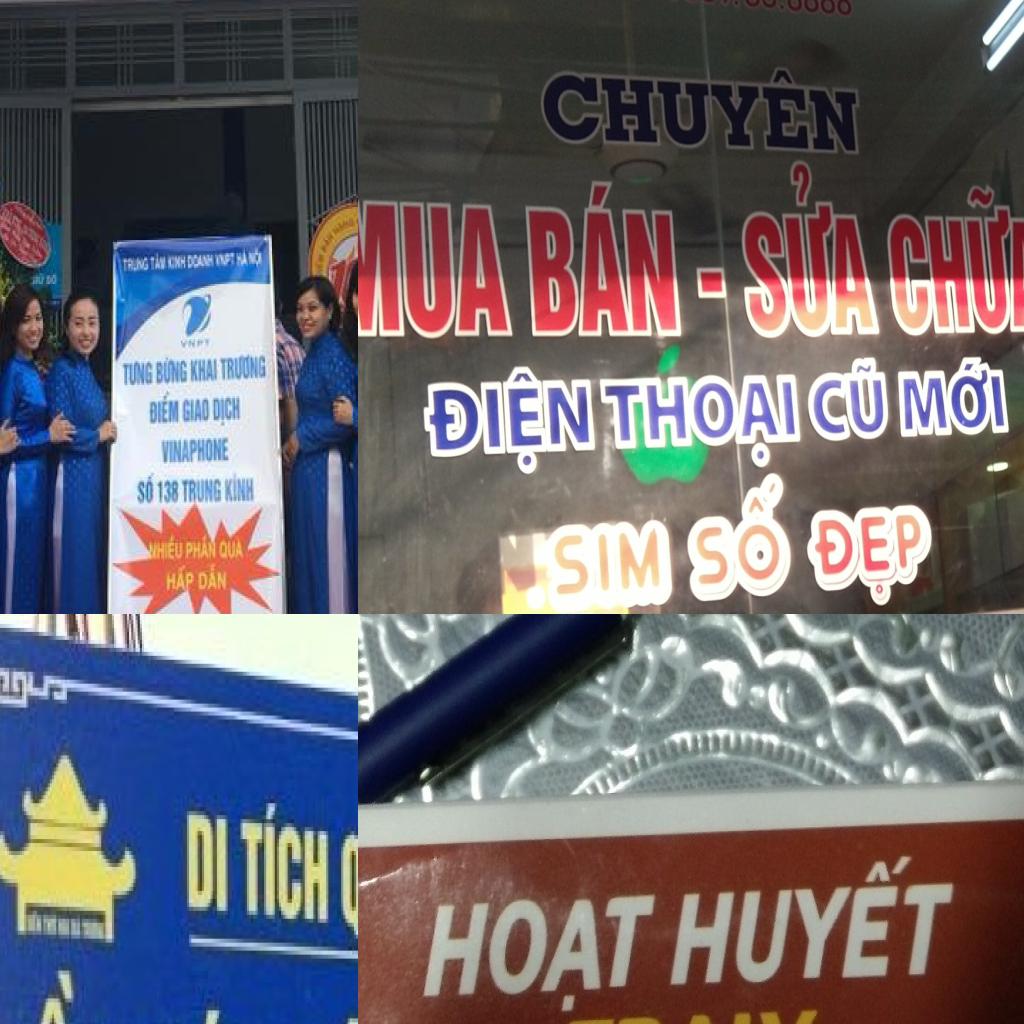 TRUNG TÂM KINH DOANH VNPT HÀ NỘI
VNPT
TƯNG BỪNG KHAI TRƯƠNG
ĐIỂM GIAO DỊCH
VINAPHONE
SỐ 138 TRUNG KÍNH
NHIỀU PHẦN QUÀ
HẤP DẪN
CHUYÊN
MUA BÁN - SỬA CHỮA
ĐIỆN THOẠI CŨ MỚI
SIM SỐ ĐẸP
DI TÍCH
HOẠT HUYẾT